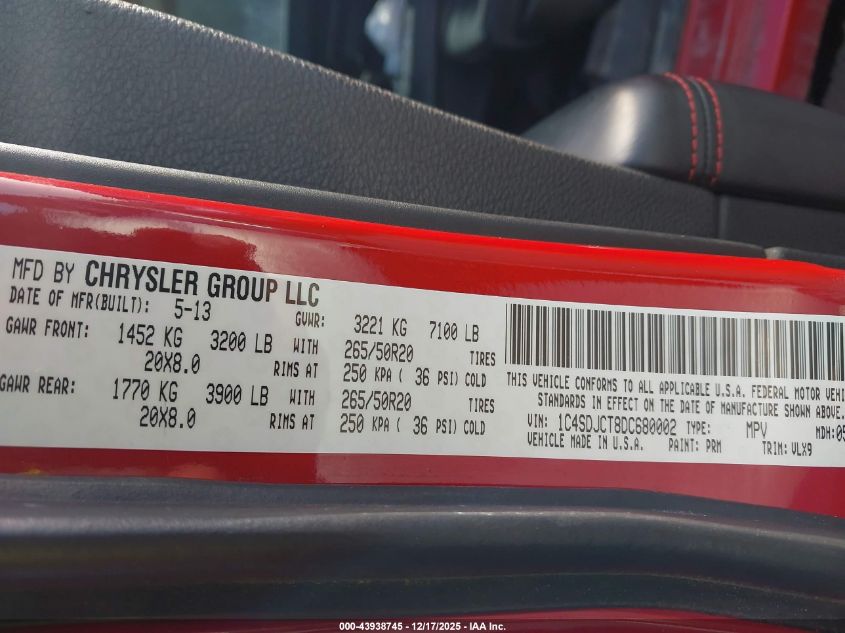 MFD BY CHRYSLER GROUP LLC
DATE OF MFR(BUILT): 5-13 GVWR: 3221 KG 7100 LB
GAWR FRONT: 1452 KG 3200 LB WITH 265/50R20 TIRES
20X8.0 RIMS AT 250 KPA ( 36 PSI) COLD
GAWR REAR: 1770 KG 3900 LB WITH 265/50R20 TIRES
20X8.0 RIMS AT 250 KPA ( 36 PSI) COLD
THIS VEHICLE CONFORMS TO ALL APPLICABLE U.S.A. FEDERAL MOTOR
STANDARDS IN EFFECT ON THE DATE OF MANUFACTURE SHOWN ABOVE.
VIN: 1C4SDJCT8DC680002 TYPE: MPV MDH:
VEHICLE MADE IN U.S.A. PAINT: PRM TRIM: VLX9
000-43938745 - 12/17/2025 - IAA Inc.